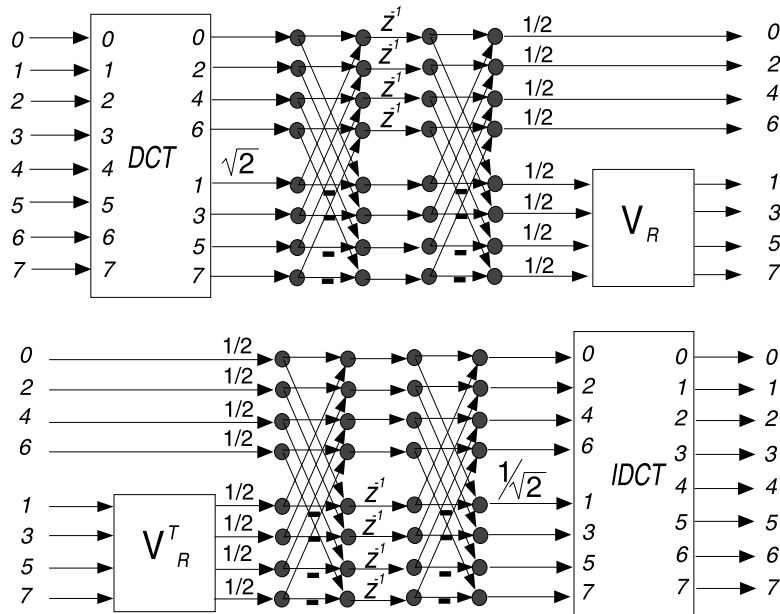 0 0 0 z⁻¹ 1/2 0
1 1 2 z⁻¹ 1/2 2
2 2 4 z⁻¹ 1/2 4
3 3 6 z⁻¹ 1/2 6
DCT
4 4 √2 1 - 1/2 1
5 5 3 - 1/2 3
V_R
6 6 5 - 1/2 5
7 7 7 - 1/2 7
0 1/2 0 0 0
2 1/2 2 1 1
4 1/2 4 2 2
6 1/2 6 3 3
IDCT
1 1/2 - z⁻¹ 1/√2 1 4 4
3 1/2 - z⁻¹ 3 5 5
V_R^T
5 1/2 - z⁻¹ 5 6 6
7 1/2 - z⁻¹ 7 7 7